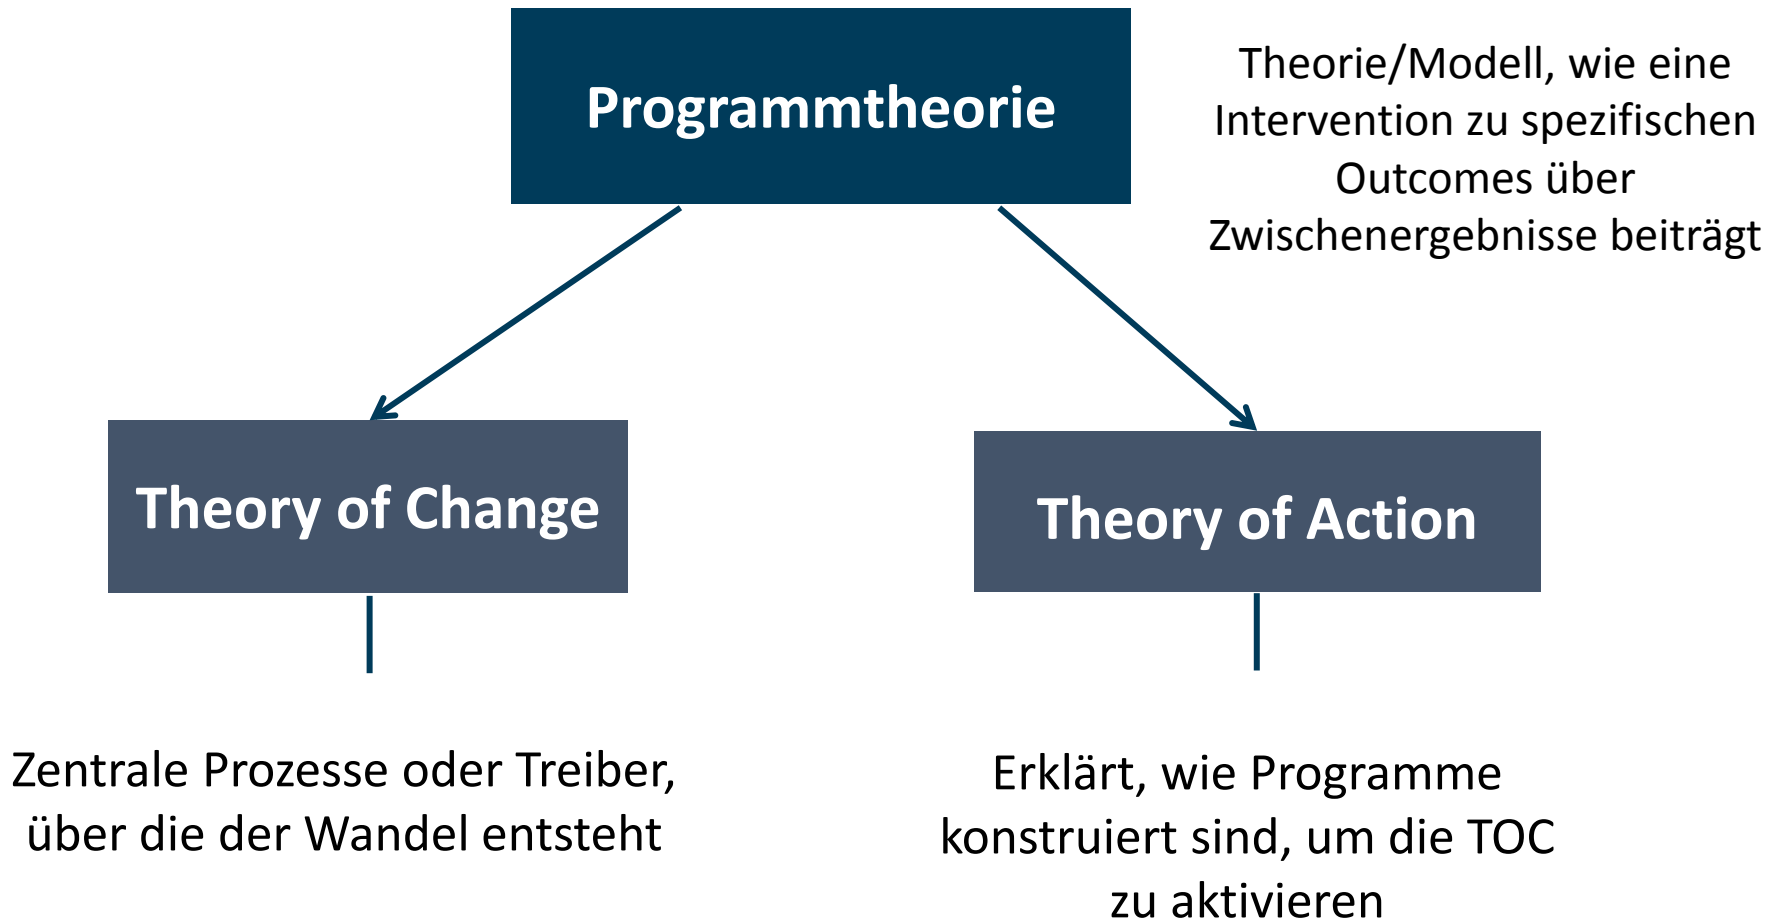 Programmtheorie
Theorie/Modell, wie eine
Intervention zu spezifischen
Outcomes über
Zwischenergebnisse beiträgt
Theory of Change
Theory of Action
Zentrale Prozesse oder Treiber,
über die der Wandel entsteht
Erklärt, wie Programme
konstruiert sind, um die TOC
zu aktivieren